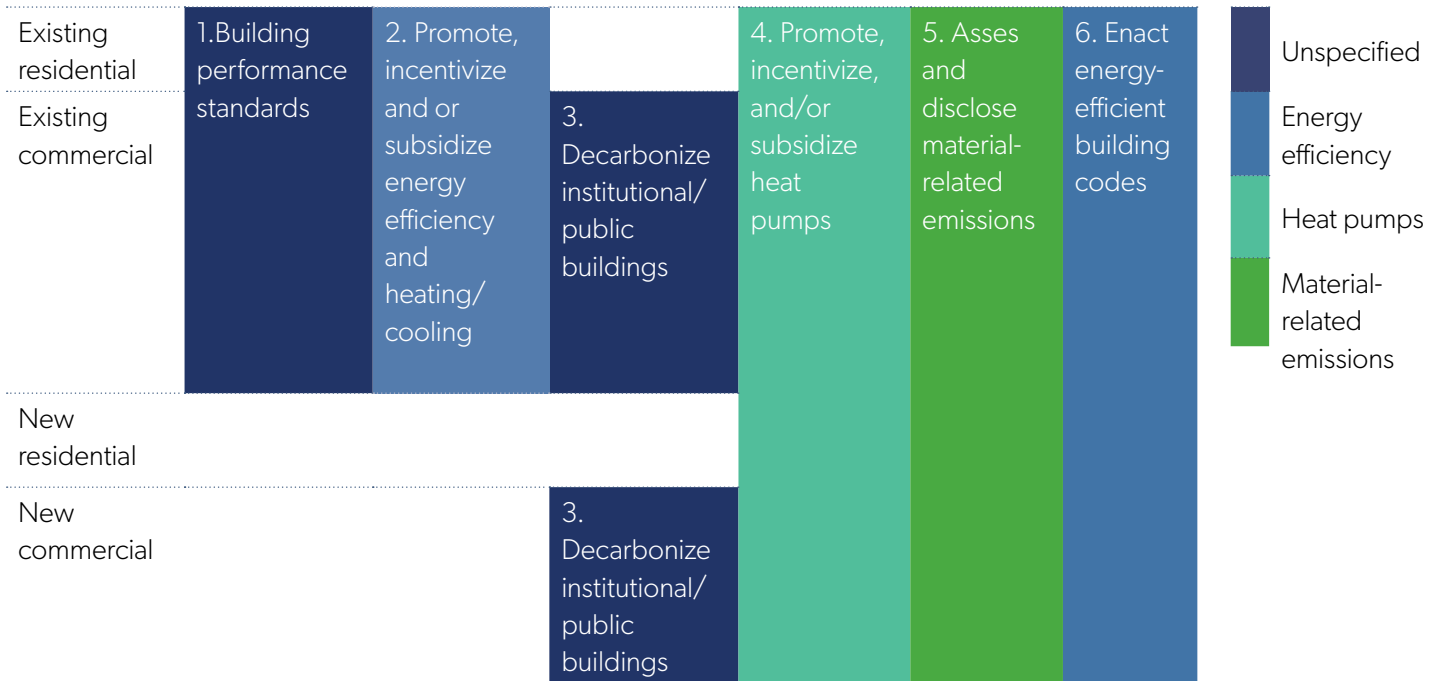 Existing
residential
Existing
commercial
New
residential
New
commercial
1.Building
performance
standards
2. Promote,
incentivize
and or
subsidize
energy
efficiency
and
heating/
cooling
3.
Decarbonize
institutional/
public
buildings
3.
Decarbonize
institutional/
public
buildings
4. Promote,
incentivize,
and/or
subsidize
heat
pumps
5. Asses
and
disclose
material-
related
emissions
6. Enact
energy-
efficient
building
codes
Unspecified
Energy
efficiency
Heat pumps
Material-
related
emissions